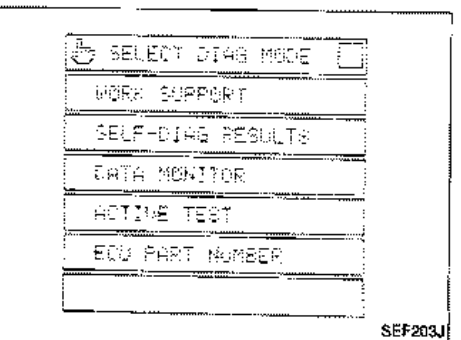 SELECT DIAG MODE
WORK SUPPORT
SELF-DIAG RESULTS
DATA MONITOR
ACTIVE TEST
ECU PART NUMBER
SEF203J